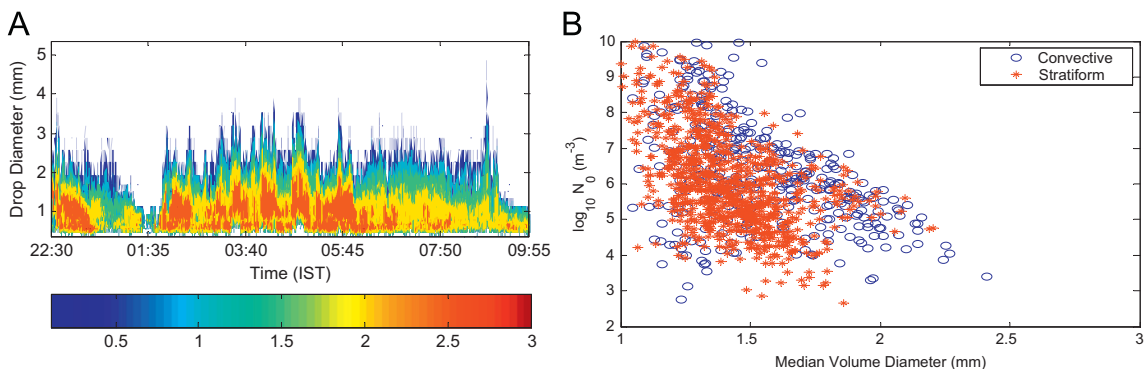 A
Drop Diameter (mm)
5
4
3
2
1
22:30 01:35 03:40 05:45 07:50 09:55
Time (IST)
0.5 1 1.5 2 2.5 3
B
log10 N0 (m-3)
10
9
8
7
6
5
4
3
2
1 1.5 2 2.5 3
Median Volume Diameter (mm)
Convective
Stratiform